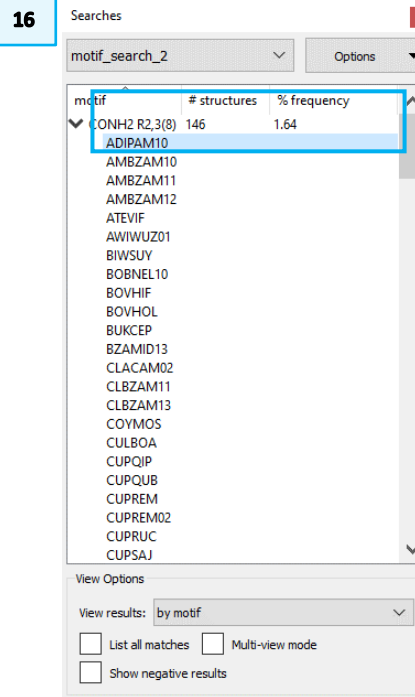 16
Searches
motif_search_2
Options
motif # structures % frequency
CONH2 R2,3(8) 146 1.64
ADIPAM10
AMBZAM10
AMBZAM11
AMBZAM12
ATEVIF
AWIWUZ01
BIWSUY
BOBNEL10
BOVHIF
BOVHOL
BUKCEP
BZAMID13
CLACAM02
CLBZAM11
CLBZAM13
COYMOS
CULBOA
CUPQIP
CUPQUB
CUPREM
CUPREM02
CUPRUC
CUPSAJ
View Options
View results: by motif
List all matches Multi-view mode
Show negative results